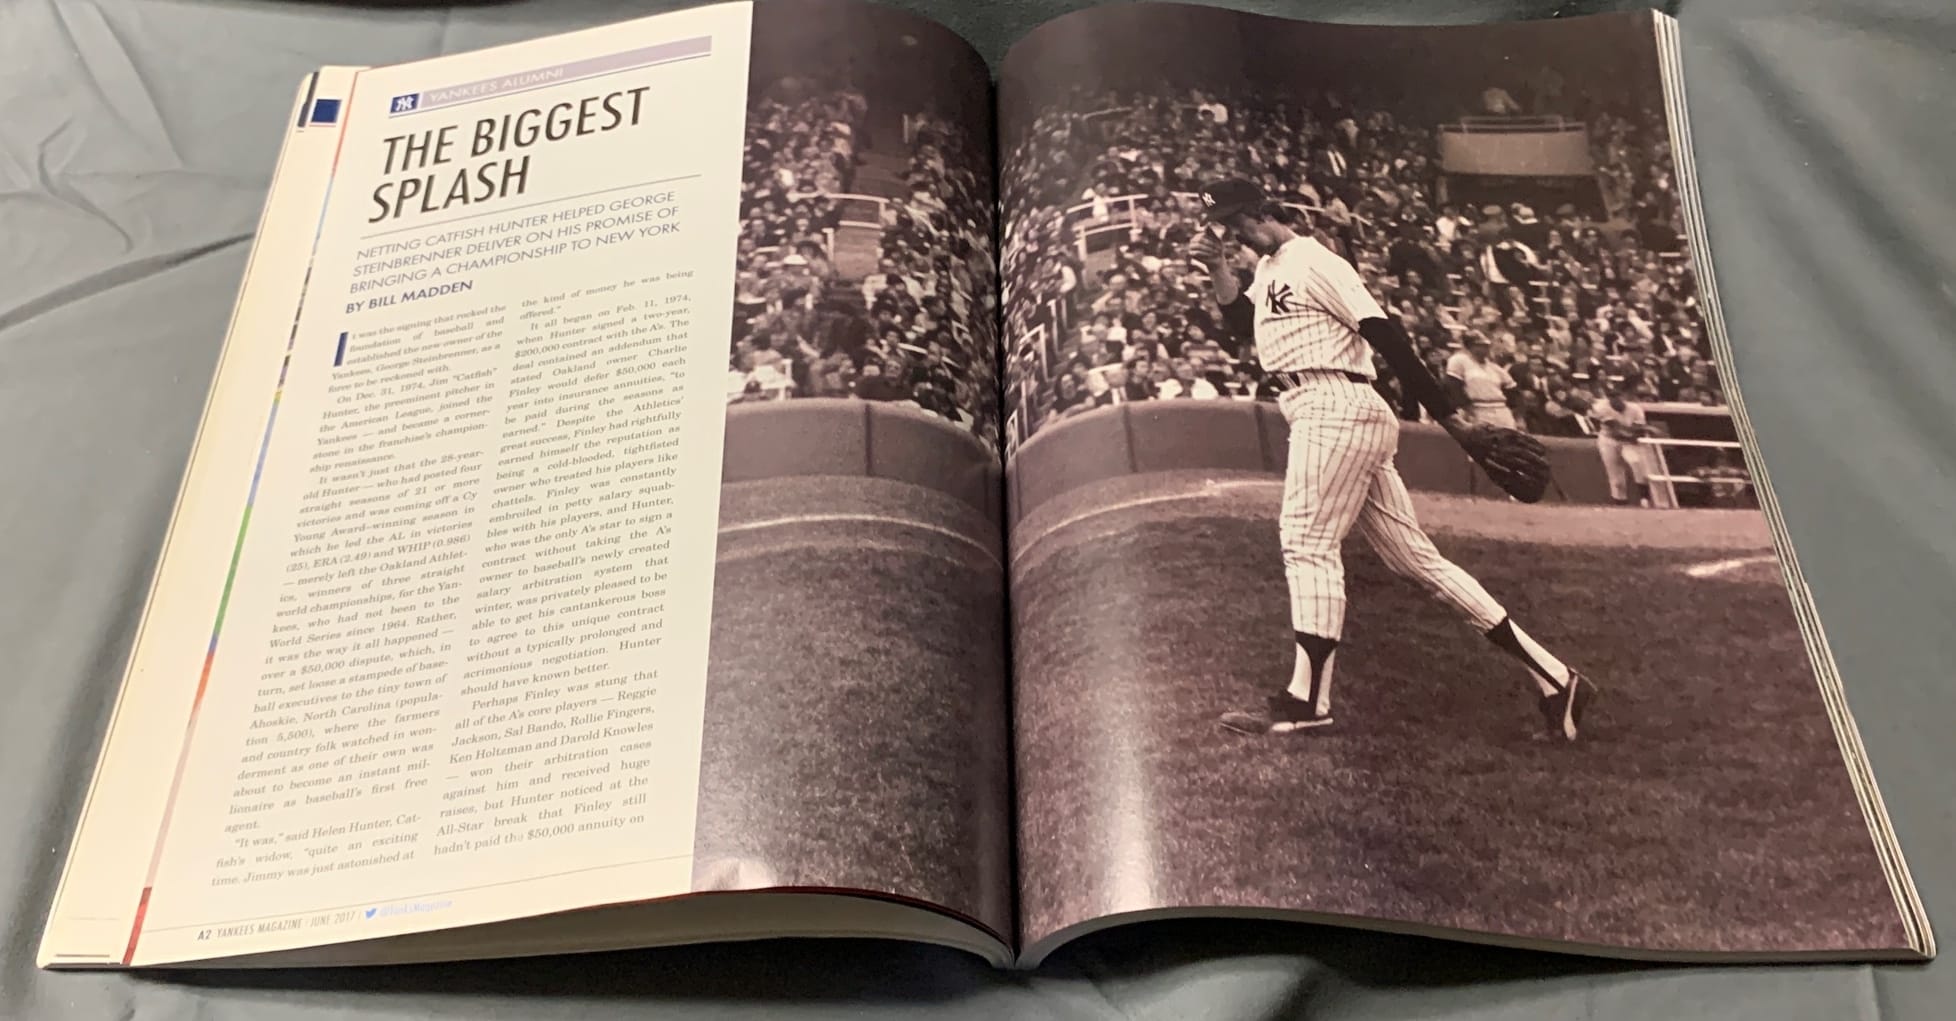 NY YANKEES ALUMNI
THE BIGGEST
SPLASH
NETTING CATFISH HUNTER HELPED GEORGE
STEINBRENNER DELIVER ON HIS PROMISE OF
BRINGING A CHAMPIONSHIP TO NEW YORK
BY BILL MADDEN
It was the signing that rocked the
foundation of baseball and
established the new owner of the
Yankees, George Steinbrenner, as a
force to be reckoned with.
On Dec. 31, 1974, Jim "Catfish"
Hunter, the preeminent pitcher in
the American League, joined the
Yankees — and became a corner-
stone in the franchise's champion-
ship renaissance.
It wasn't just that the 28-year-
old Hunter — who had posted four
straight seasons of 21 or more
victories and was coming off a Cy
Young Award–winning season in
which he led the AL in victories
(25), ERA (2.49) and WHIP (0.986)
— merely left the Oakland Athlet-
ics, winners of three straight
world championships, for the Yan-
kees, who had not been to the
World Series since 1964. Rather,
it was the way it all happened —
over a $50,000 dispute, which, in
turn, set loose a stampede of base-
ball executives to the tiny town of
Ahoskie, North Carolina (popula-
tion 5,500), where the farmers
and country folk watched in won-
derment as one of their own was
about to become an instant mil-
lionaire as baseball's first free
agent.
"It was," said Helen Hunter, Cat-
fish's widow, "quite an exciting
time. Jimmy was just astonished at
the kind of money he was being
offered."
It all began on Feb. 11, 1974,
when Hunter signed a two-year,
$200,000 contract with the A's. The
deal contained an addendum that
stated Oakland owner Charlie
Finley would defer $50,000 each
year into insurance annuities, "to
be paid during the seasons as
earned." Despite the Athletics'
great success, Finley had rightfully
earned himself the reputation as
being a cold-blooded, tightfisted
owner who treated his players like
chattels. Finley was constantly
embroiled in petty salary squab-
bles with his players, and Hunter,
who was the only A's star to sign a
contract without taking the A's
owner to baseball's newly created
salary arbitration system that
winter, was privately pleased to be
able to get his cantankerous boss
to agree to this unique contract
without a typically prolonged and
acrimonious negotiation. Hunter
should have known better.
Perhaps Finley was stung that
all of the A's core players — Reggie
Jackson, Sal Bando, Rollie Fingers,
Ken Holtzman and Darold Knowles
— won their arbitration cases
against him and received huge
raises, but Hunter noticed at the
All-Star break that Finley still
hadn't paid the $50,000 annuity on
A2 YANKEES MAGAZINE | JUNE 2017 | @YanksMagazine
NY
NY